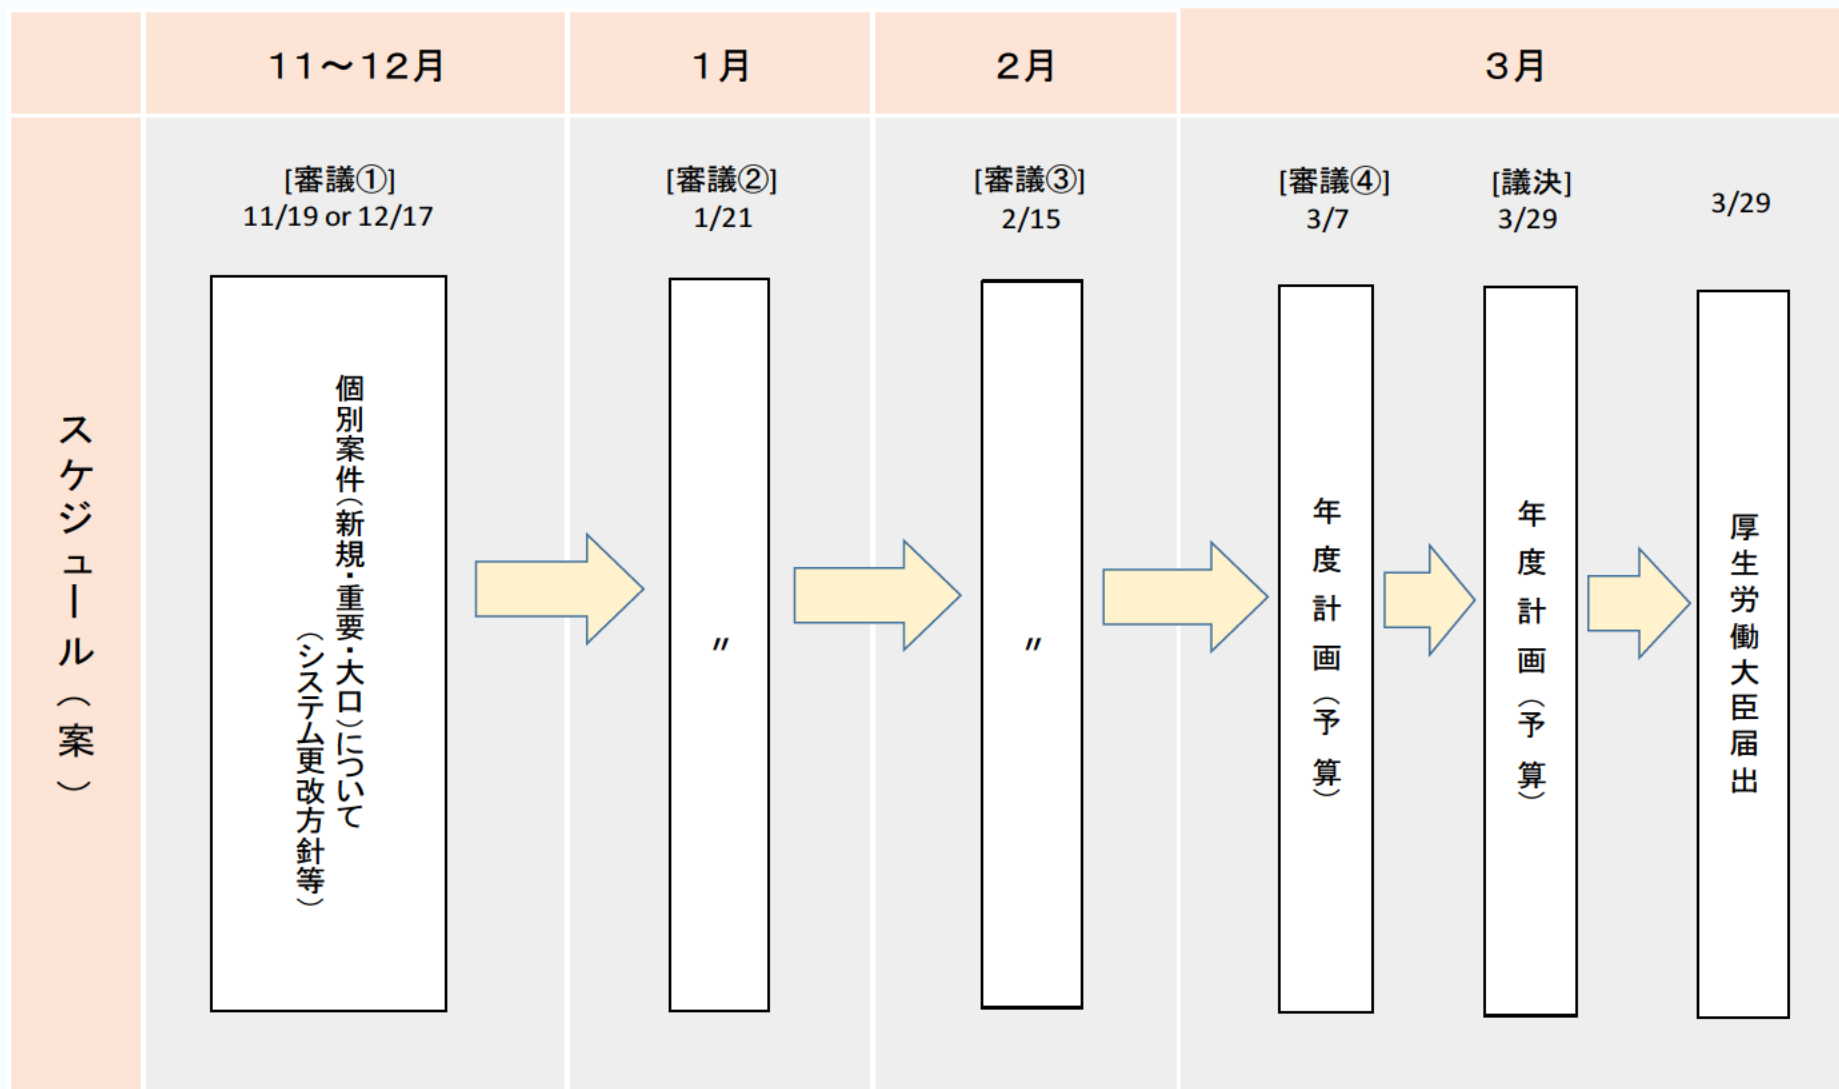 11～12月
1月
2月
3月
スケジュール（案）
[審議①]
11/19 or 12/17
個別案件（新規・重要・大口）について
（システム更改方針等）
[審議②]
1/21
〃
[審議③]
2/15
〃
[審議④]
3/7
年度計画（予算）
[議決]
3/29
年度計画（予算）
3/29
厚生労働大臣届出